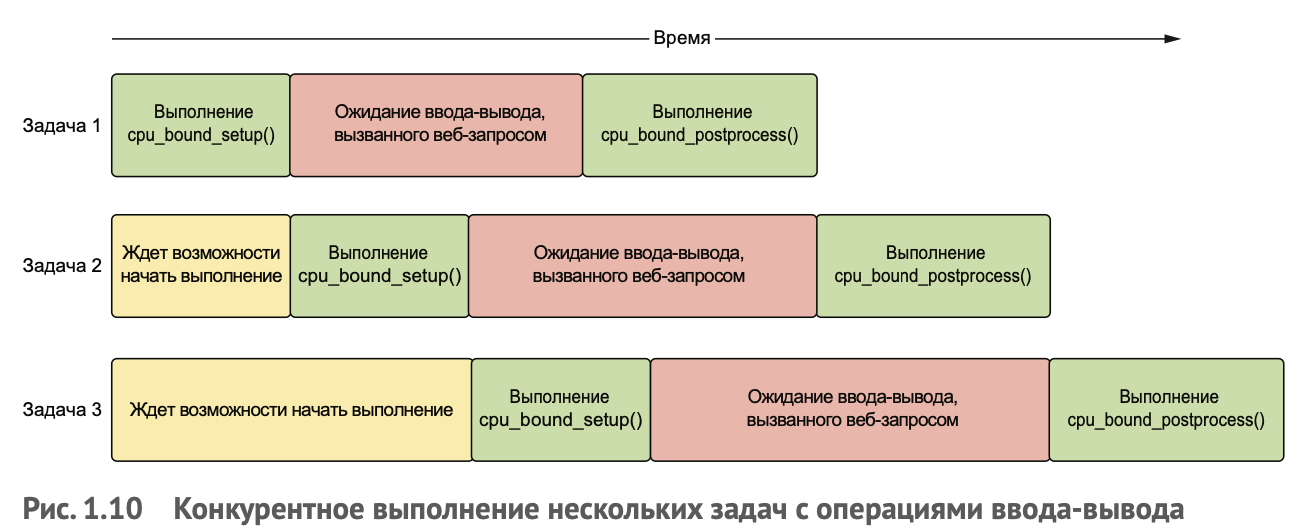 Время
Задача 1
Выполнение
cpu_bound_setup()
Ожидание ввода-вывода,
вызванного веб-запросом
Выполнение
cpu_bound_postprocess()
Задача 2
Ждет возможности
начать выполнение
Выполнение
cpu_bound_setup()
Ожидание ввода-вывода,
вызванного веб-запросом
Выполнение
cpu_bound_postprocess()
Задача 3
Ждет возможности начать выполнение
Выполнение
cpu_bound_setup()
Ожидание ввода-вывода,
вызванного веб-запросом
Выполнение
cpu_bound_postprocess()
Рис. 1.10 Конкурентное выполнение нескольких задач с операциями ввода-вывода